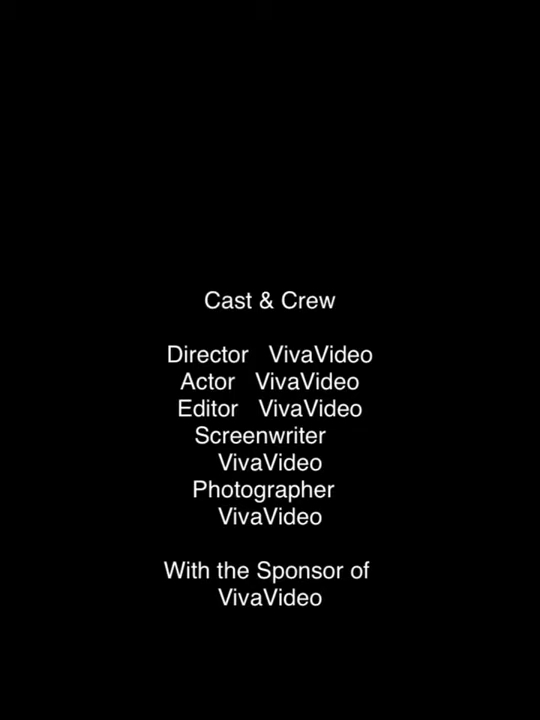 Cast & Crew
Director VivaVideo
Actor VivaVideo
Editor VivaVideo
Screenwriter
VivaVideo
Photographer
VivaVideo
With the Sponsor of
VivaVideo